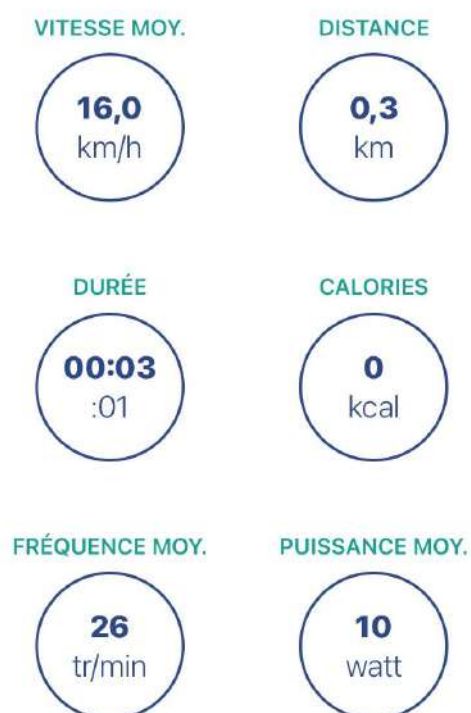 VITESSE MOY.
DISTANCE
16,0
km/h
0,3
km
DURÉE
CALORIES
00:03
:01
0
kcal
FRÉQUENCE MOY.
PUISSANCE MOY.
26
tr/min
10
watt